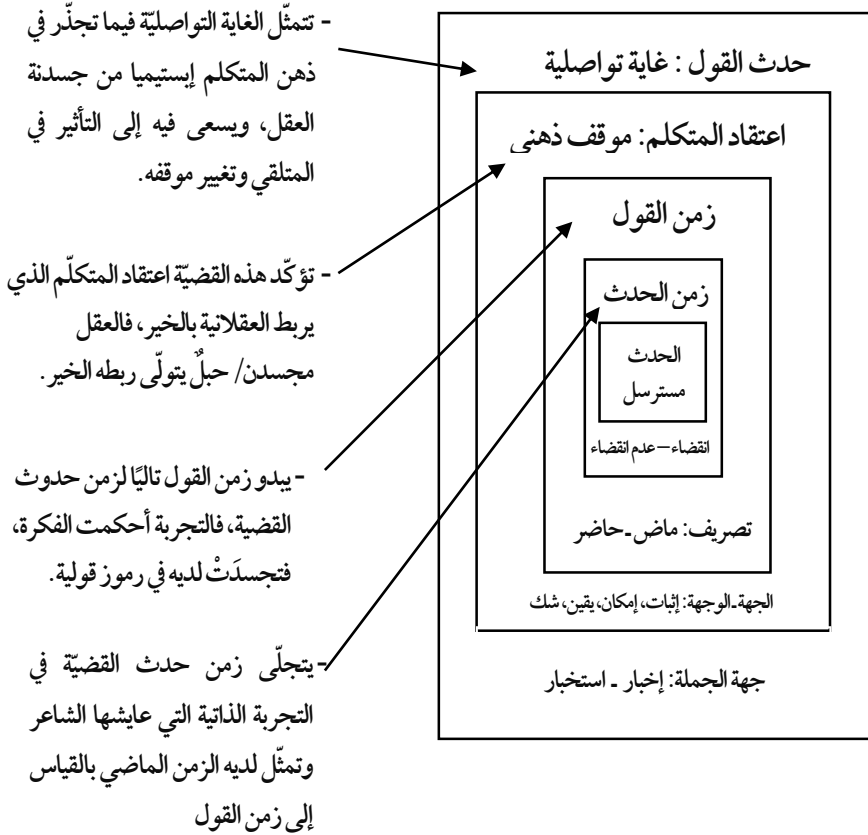 - تتمثّل الغاية التواصليّة فيما تجذّر في
ذهن المتكلم إبستيميا من جسدنة
العقل، ويسعى فيه إلى التأثير في
المتلقي وتغيير موقفه.
- تؤكّد هذه القضيّة اعتقاد المتكلّم الذي
يربط العقلانية بالخير، فالعقل
مجسدن/ حبلٌ يتولّى ربطه الخير.
- يبدو زمن القول تاليًا لزمن حدوث
القضية، فالتجربة أحكمت الفكرة،
فتجسدَتْ لديه في رموز قولية.
- يتجلّى زمن حدث القضيّة في
التجربة الذاتية التي عايشها الشاعر
وتمثّل لديه الزمن الماضي بالقياس
إلى زمن القول
حدث القول : غاية تواصلية
اعتقاد المتكلم: موقف ذهني
زمن القول
زمن الحدث
الحدث
مسترسل
انقضاء – عدم انقضاء
تصريف: ماض - حاضر
الجهة - الوجهة: إثبات، إمكان، يقين، شك
جهة الجملة: إخبار - استخبار